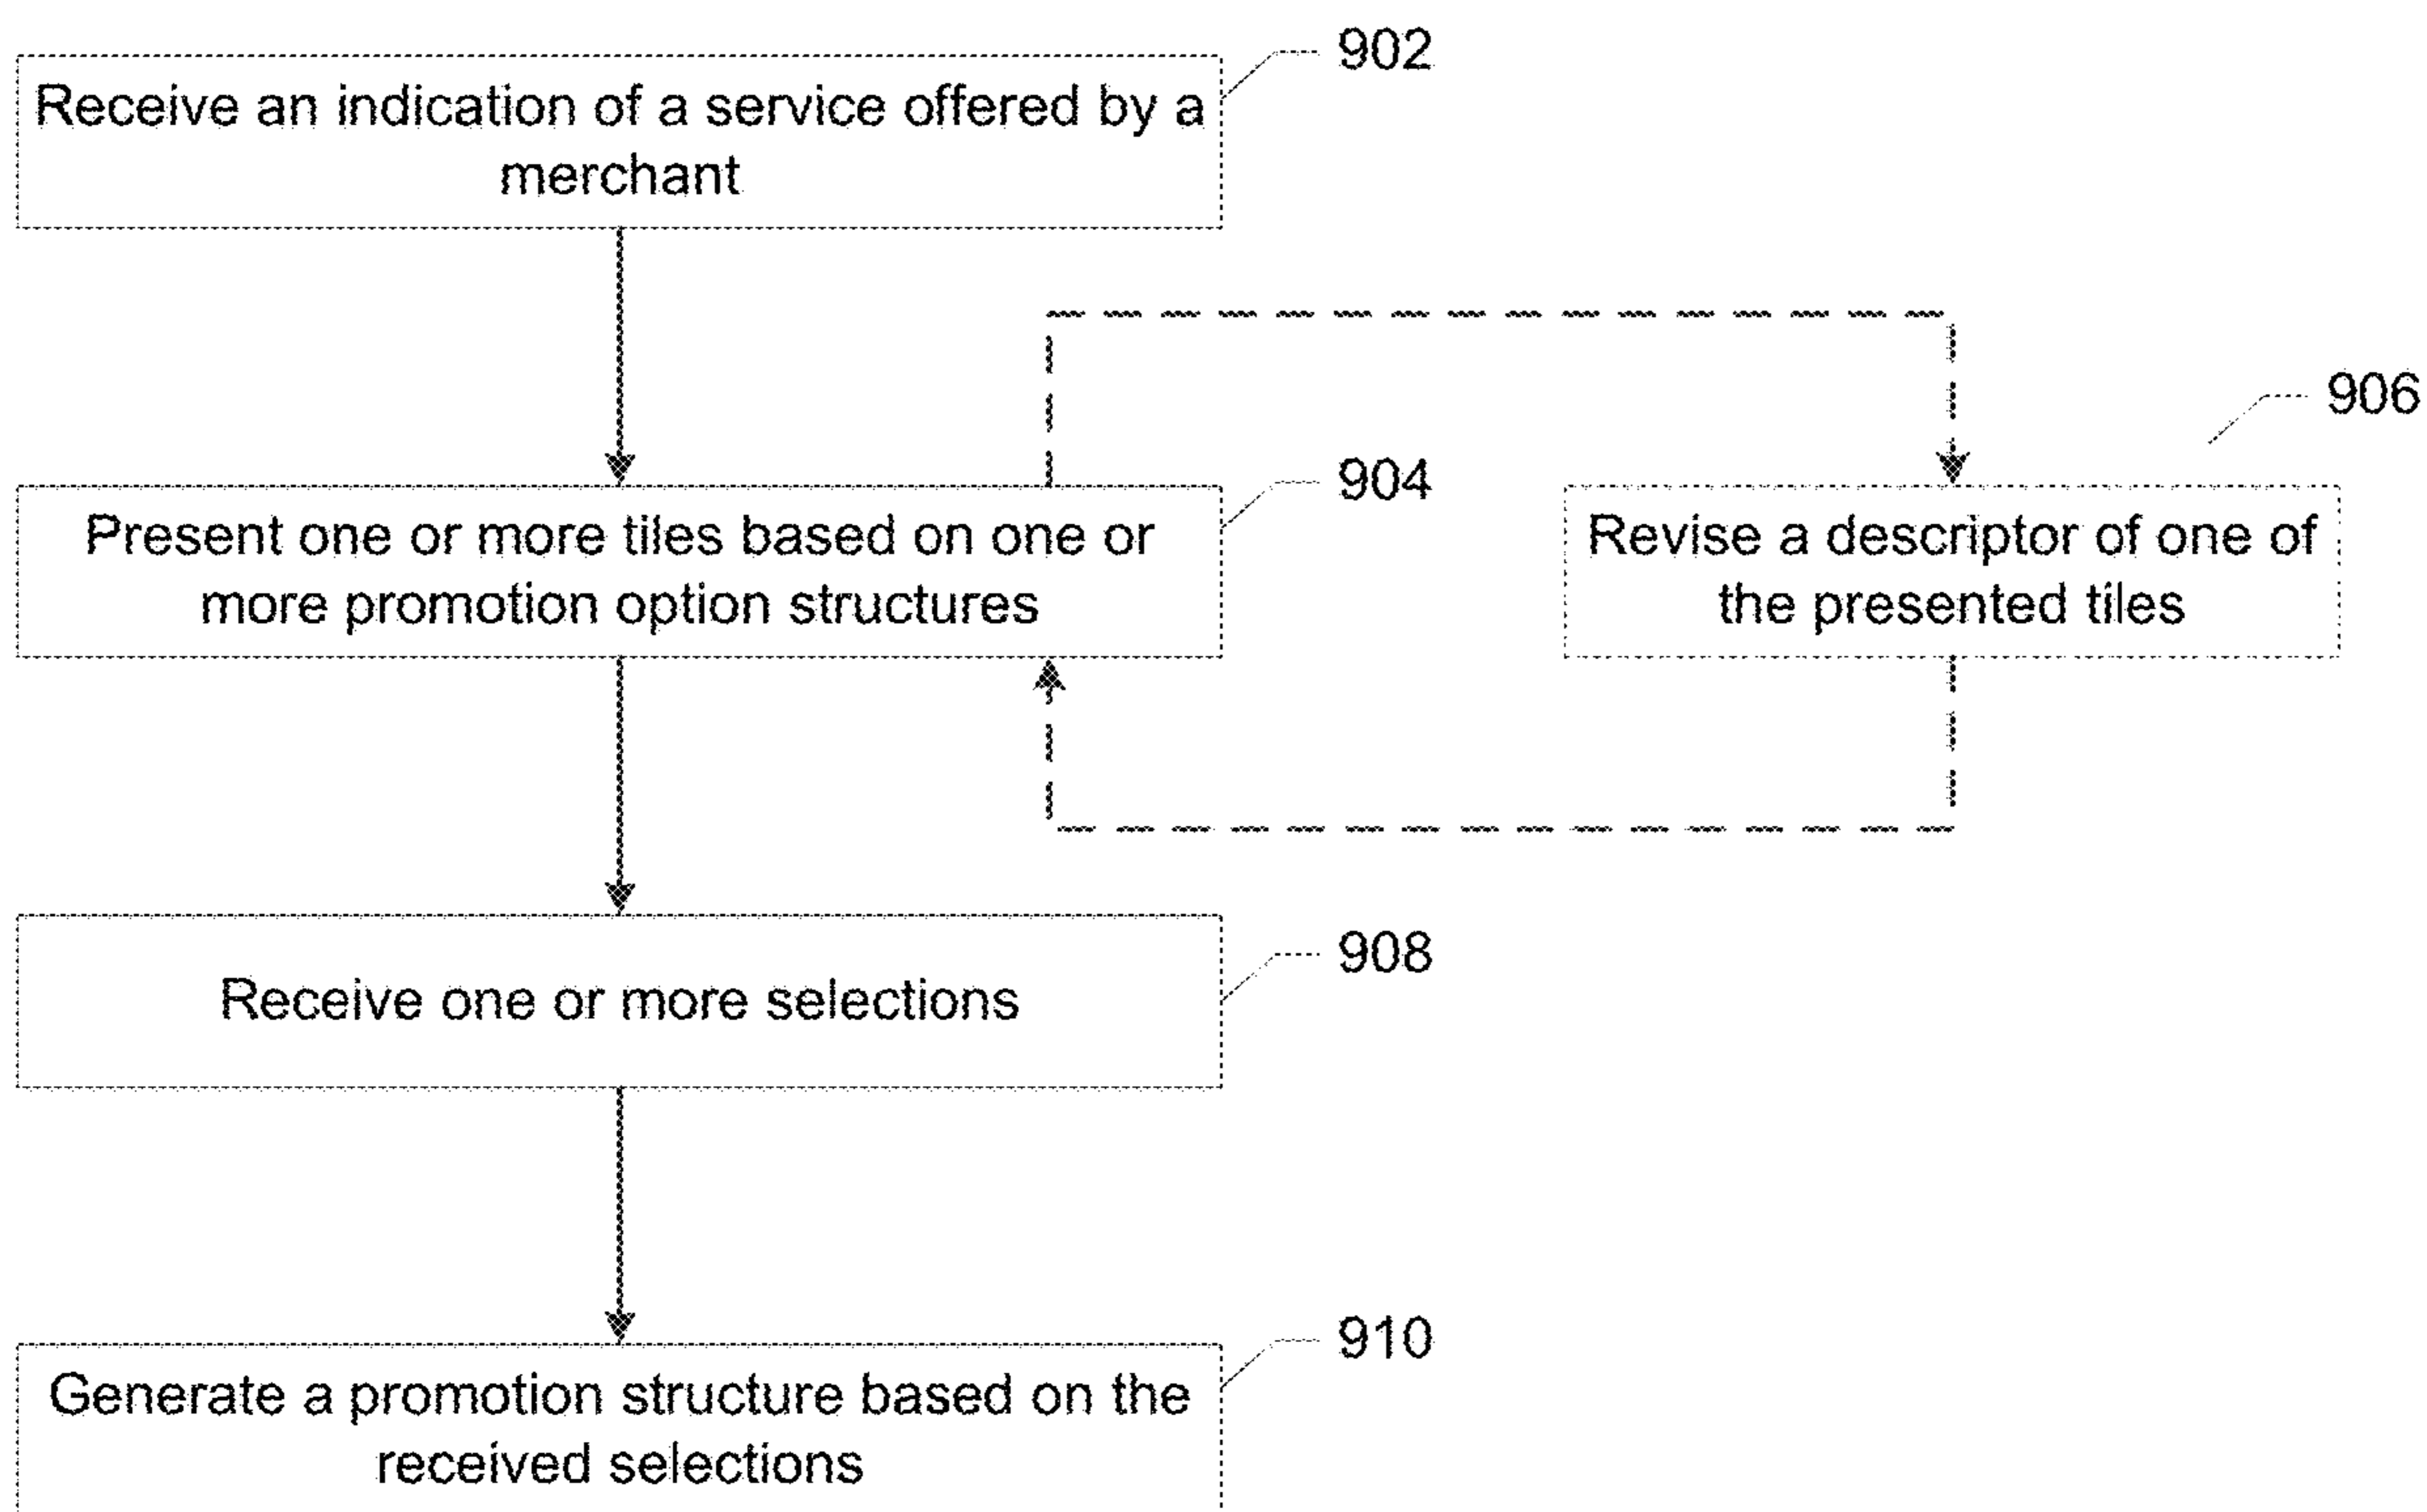 902
Receive an indication of a service offered by a
merchant
906
904
Present one or more tiles based on one or
more promotion option structures
Revise a descriptor of one of
the presented tiles
908
Receive one or more selections
910
Generate a promotion structure based on the
received selections